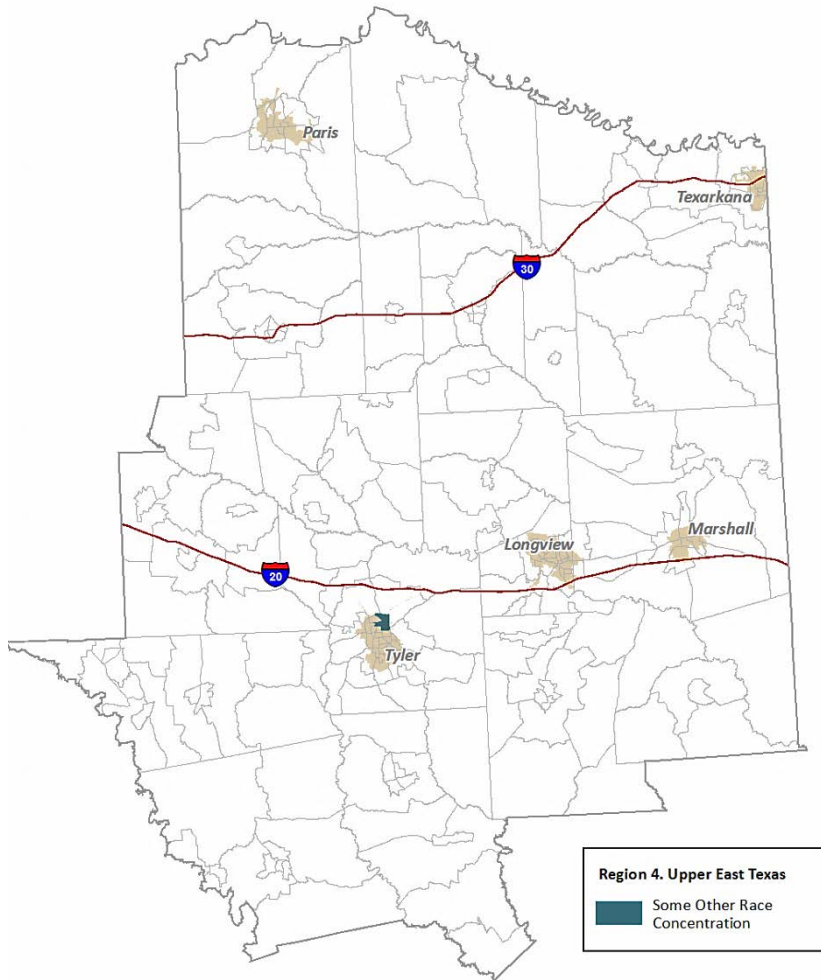 Paris
Texarkana
30
Longview
Marshall
20
Tyler
Region 4. Upper East Texas
Some Other Race
Concentration